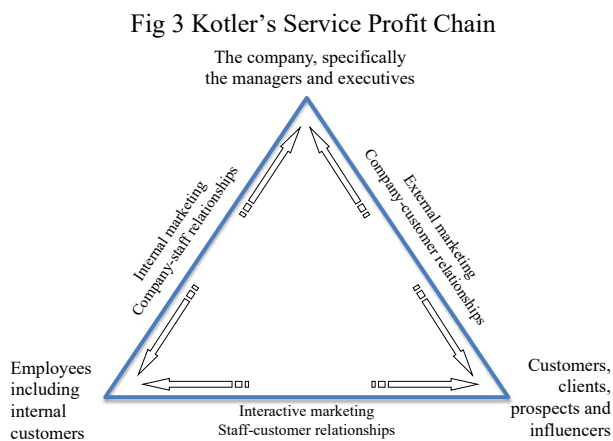 Fig 3 Kotler’s Service Profit Chain
The company, specifically
the managers and executives
Internal marketing
Company-staff relationships
External marketing
Company-customer relationships
Employees
including
internal
customers
Interactive marketing
Staff-customer relationships
Customers,
clients,
prospects and
influencers